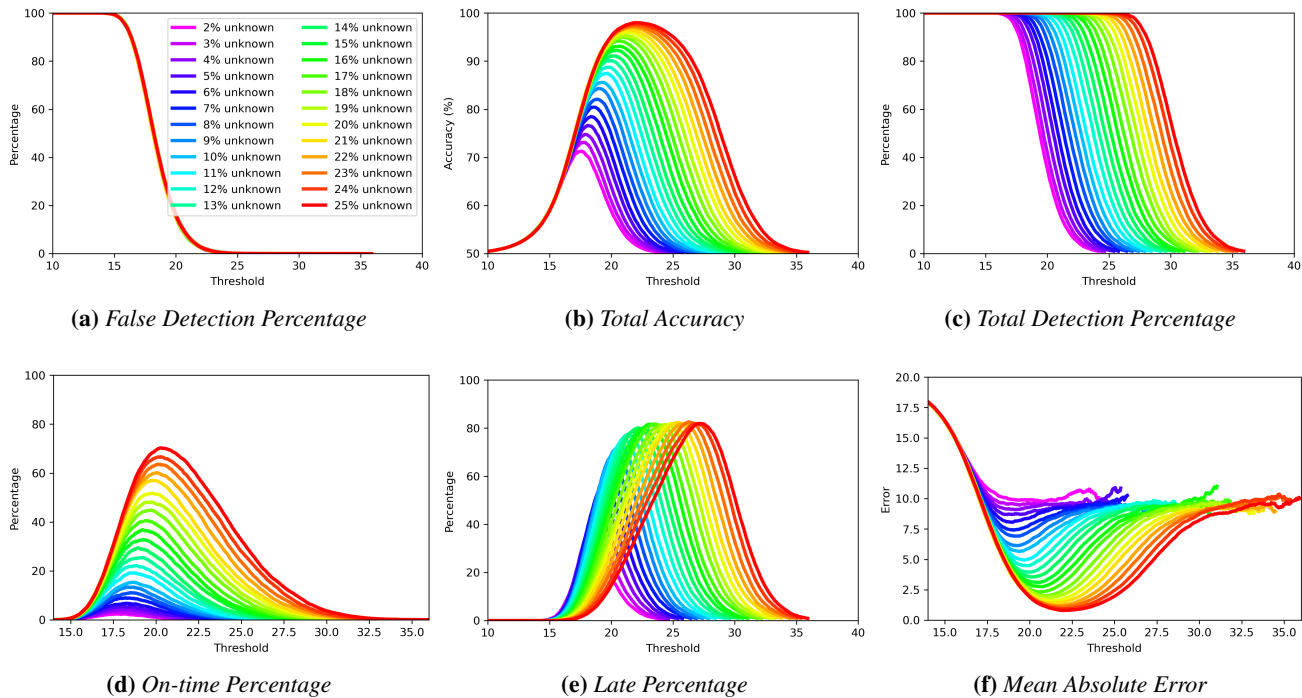 100
80
60
40
20
0
Percentage
10 15 20 25 30 35 40
Threshold
2% unknown
3% unknown
4% unknown
5% unknown
6% unknown
7% unknown
8% unknown
9% unknown
10% unknown
11% unknown
12% unknown
13% unknown
14% unknown
15% unknown
16% unknown
17% unknown
18% unknown
19% unknown
20% unknown
21% unknown
22% unknown
23% unknown
24% unknown
25% unknown
(a) False Detection Percentage
100
90
80
70
60
50
Accuracy (%)
10 15 20 25 30 35 40
Threshold
(b) Total Accuracy
100
80
60
40
20
0
Percentage
10 15 20 25 30 35 40
Threshold
(c) Total Detection Percentage
100
80
60
40
20
0
Percentage
15.0 17.5 20.0 22.5 25.0 27.5 30.0 32.5 35.0
Threshold
(d) On-time Percentage
100
80
60
40
20
0
Percentage
10 15 20 25 30 35 40
Threshold
(e) Late Percentage
20.0
17.5
15.0
12.5
10.0
7.5
5.0
2.5
0.0
Error
15.0 17.5 20.0 22.5 25.0 27.5 30.0 32.5 35.0
Threshold
(f) Mean Absolute Error